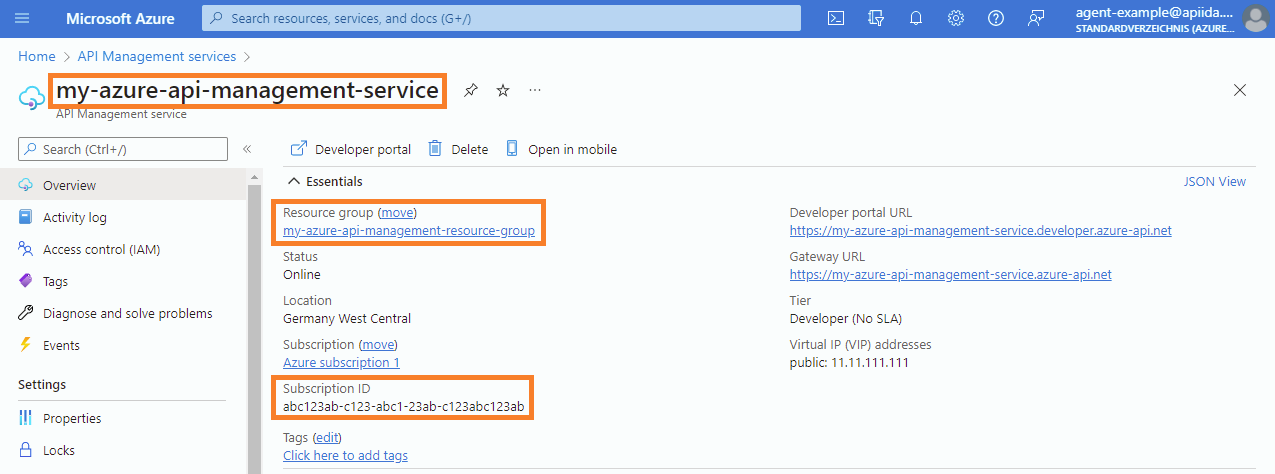 Microsoft Azure
Search resources, services, and docs (G+/)
agent-example@apiida....
STANDARDVERZEICHNIS (AZURE...
Home > API Management services >
my-azure-api-management-service
...
API Management service
Search (Ctrl+/)
«
Developer portal
Delete
Open in mobile
Overview
Activity log
Access control (IAM)
Tags
Diagnose and solve problems
Events
Settings
Properties
Locks
Essentials
JSON View
Resource group (move)
my-azure-api-management-resource-group
Status
Online
Location
Germany West Central
Subscription (move)
Azure subscription 1
Subscription ID
abc123ab-c123-abc1-23ab-c123abc123ab
Tags (edit)
Click here to add tags
Developer portal URL
https://my-azure-api-management-service.developer.azure-api.net
Gateway URL
https://my-azure-api-management-service.azure-api.net
Tier
Developer (No SLA)
Virtual IP (VIP) addresses
public: 11.11.111.111